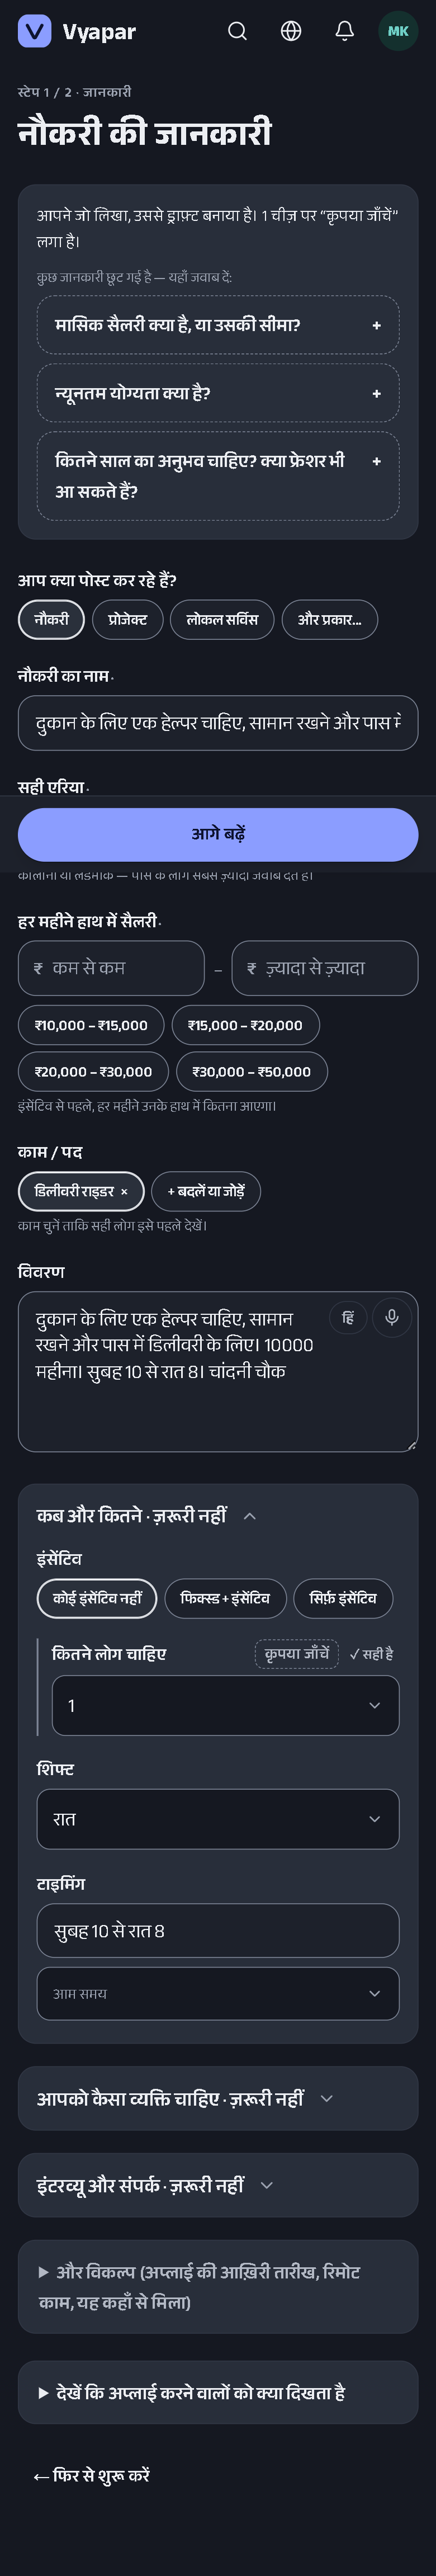 Vyapar
MK
स्टेप 1 / 2 · जानकारी
नौकरी की जानकारी
आपने जो लिखा, उससे ड्राफ़्ट बनाया है। 1 चीज़ पर “कृपया जाँचें”
लगा है।
कुछ जानकारी छूट गई है — यहाँ जवाब दें:
मासिक सैलरी क्या है, या उसकी सीमा? +
न्यूनतम योग्यता क्या है? +
कितने साल का अनुभव चाहिए? क्या फ्रेशर भी +
आ सकते हैं?
आप क्या पोस्ट कर रहे हैं?
नौकरी प्रोजेक्ट लोकल सर्विस और प्रकार...
नौकरी का नाम ·
दुकान के लिए एक हेल्पर चाहिए, सामान रखने और पास में
सही एरिया ·
आगे बढ़ें
कॉलोनी या लैंडमार्क — पास के लोग सबसे ज़्यादा जवाब देते हैं।
हर महीने हाथ में सैलरी ·
₹ कम से कम – ₹ ज़्यादा से ज़्यादा
₹10,000 – ₹15,000 ₹15,000 – ₹20,000
₹20,000 – ₹30,000 ₹30,000 – ₹50,000
इंसेंटिव से पहले, हर महीने उनके हाथ में कितना आएगा।
काम / पद
डिलीवरी राइडर × + बदलें या जोड़ें
काम चुनें ताकि सही लोग इसे पहले देखें।
विवरण
दुकान के लिए एक हेल्पर चाहिए, सामान हिं
रखने और पास में डिलीवरी के लिए। 10000
महीना। सुबह 10 से रात 8। चांदनी चौक
कब और कितने · ज़रूरी नहीं
इंसेंटिव
कोई इंसेंटिव नहीं फिक्स्ड + इंसेंटिव सिर्फ़ इंसेंटिव
कितने लोग चाहिए कृपया जाँचें ✓ सही है
1
शिफ्ट
रात
टाइमिंग
सुबह 10 से रात 8
आम समय
आपको कैसा व्यक्ति चाहिए · ज़रूरी नहीं
इंटरव्यू और संपर्क · ज़रूरी नहीं
▶ और विकल्प (अप्लाई की आख़िरी तारीख, रिमोट
काम, यह कहाँ से मिला)
▶ देखें कि अप्लाई करने वालों को क्या दिखता है
← फिर से शुरू करें